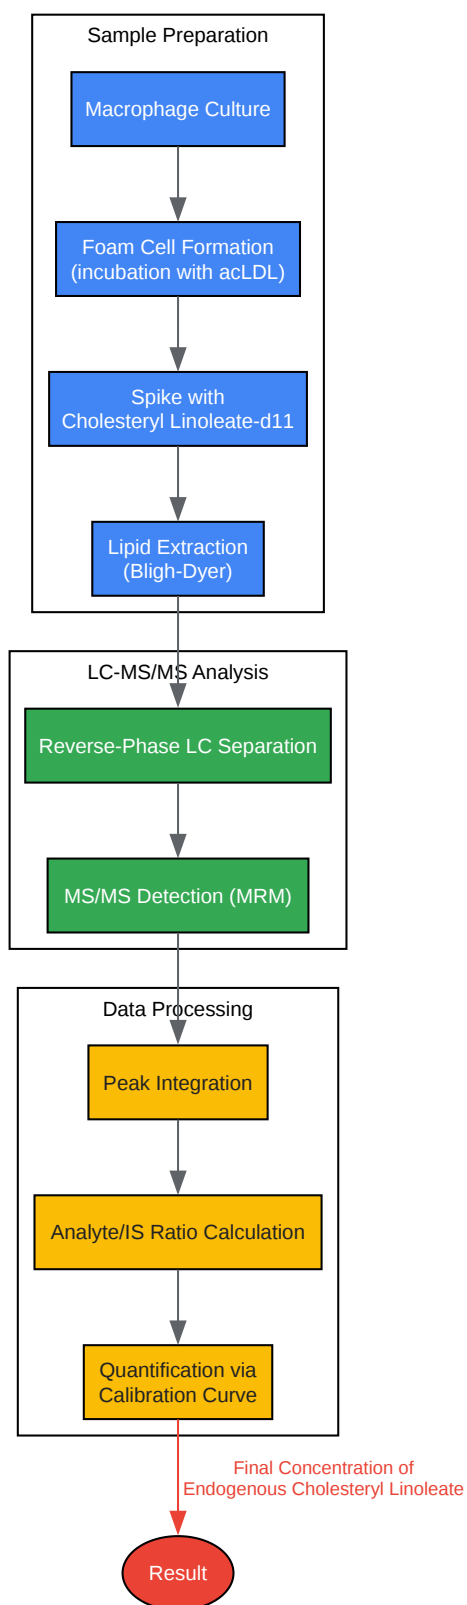 Sample Preparation
Macrophage Culture
Foam Cell Formation
(incubation with acLDL)
Spike with
Cholesteryl Linoleate-d11
Lipid Extraction
(Bligh-Dyer)
LC-MS/MS Analysis
Reverse-Phase LC Separation
MS/MS Detection (MRM)
Data Processing
Peak Integration
Analyte/IS Ratio Calculation
Quantification via
Calibration Curve
Final Concentration of
Endogenous Cholesteryl Linoleate
Result